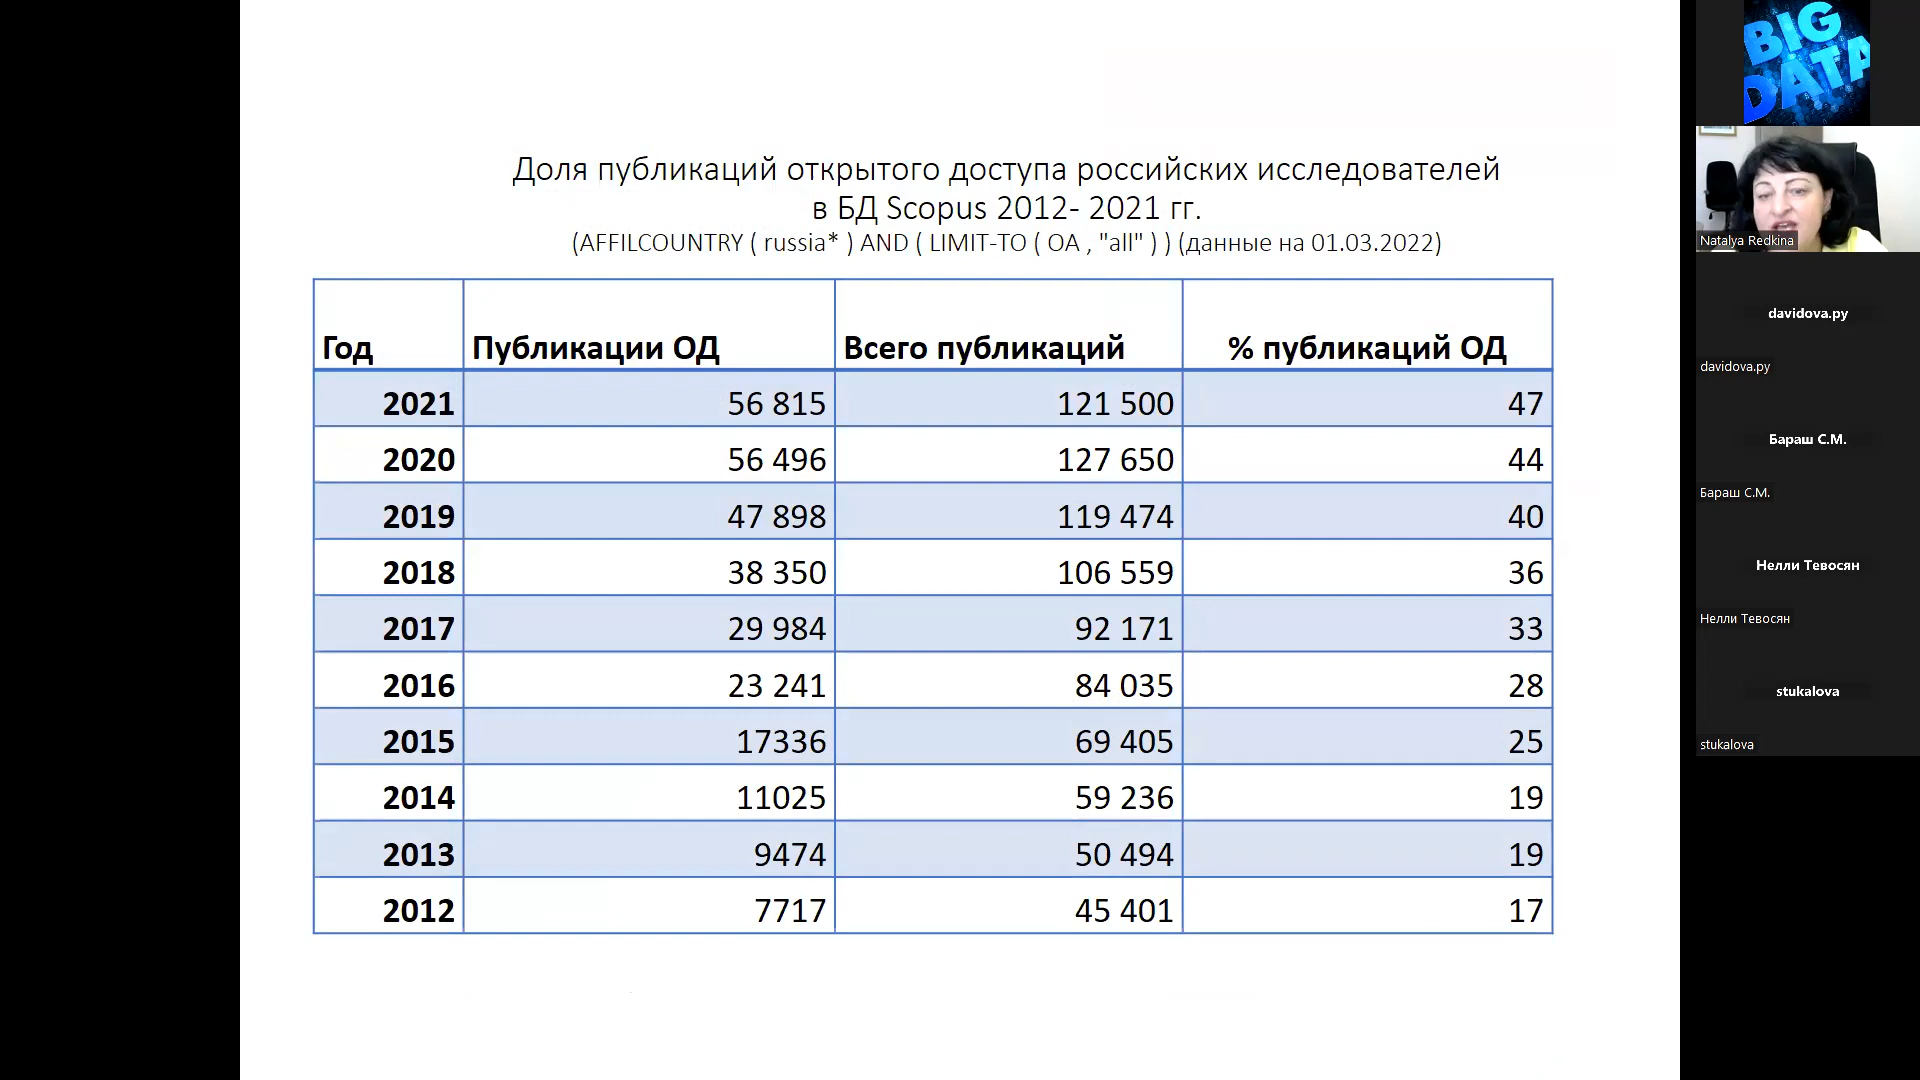 Доля публикаций открытого доступа российских исследователей
в БД Scopus 2012- 2021 гг.
(AFFILCOUNTRY ( russia* ) AND ( LIMIT-TO ( OA , "all" ) ) (данные на 01.03.2022)
Год Публикации ОД Всего публикаций % публикаций ОД
2021 56 815 121 500 47
2020 56 496 127 650 44
2019 47 898 119 474 40
2018 38 350 106 559 36
2017 29 984 92 171 33
2016 23 241 84 035 28
2015 17336 69 405 25
2014 11025 59 236 19
2013 9474 50 494 19
2012 7717 45 401 17
BIG
DATA
Natalya Redkina
davidova.py
davidova.py
Бараш С.М.
Бараш С.М.
Нелли Тевосян
Нелли Тевосян
stukalova
stukalova